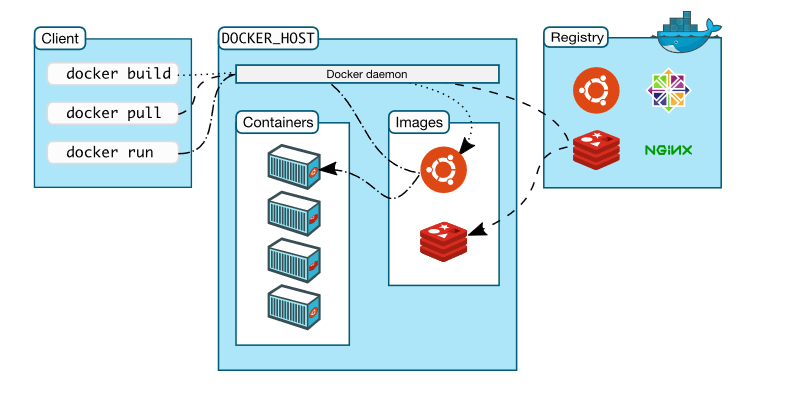 Client
docker build
docker pull
docker run
DOCKER_HOST
Docker daemon
Containers
Images
Registry
NGiNX